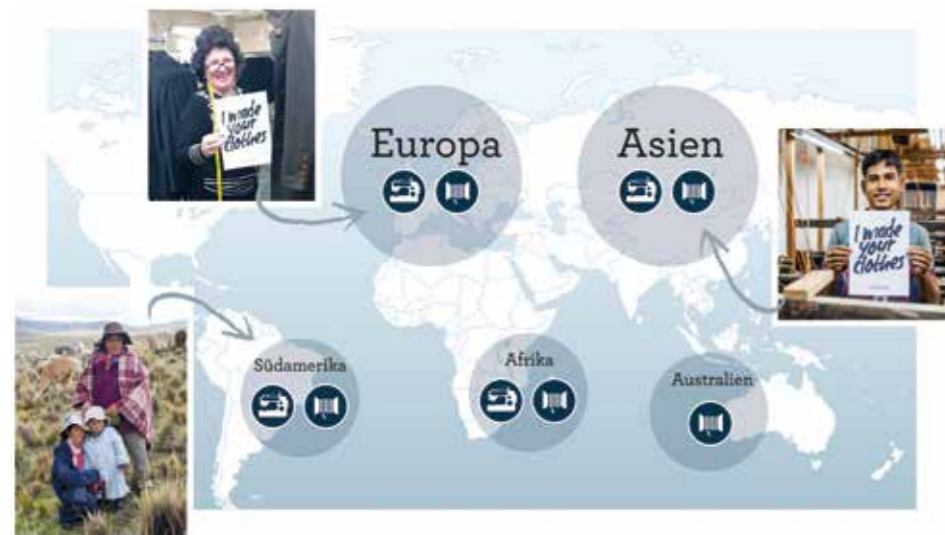 I made
your
clothes
Europa
Asien
I made
your
clothes
Südamerika
Afrika
Australien